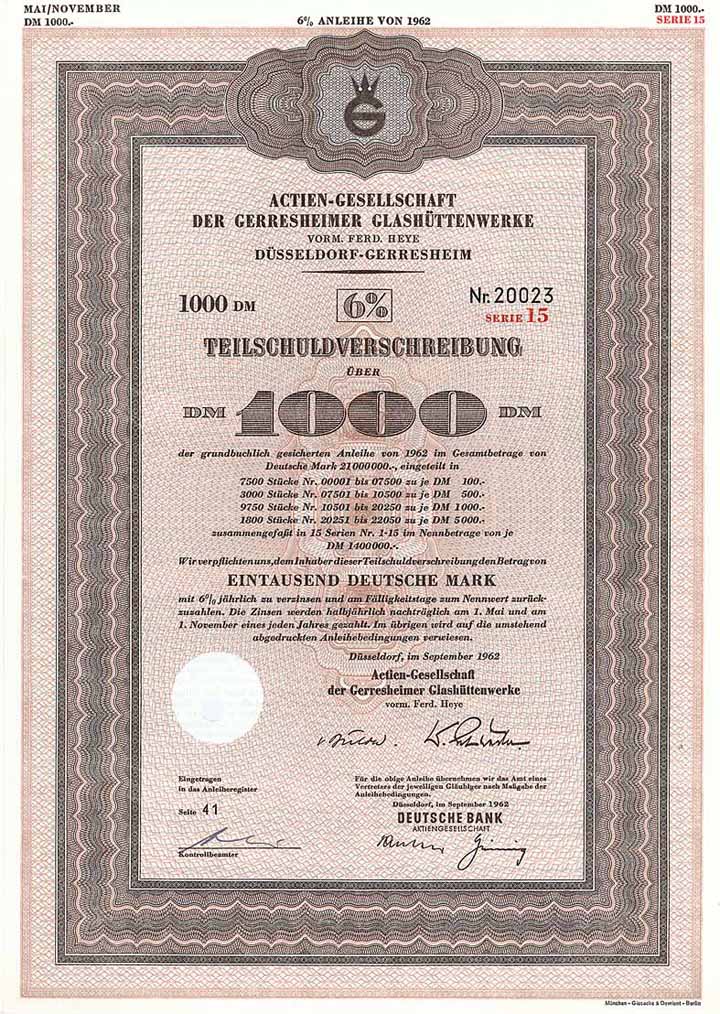 MAI/NOVEMBER
DM 1000.-
6% ANLEIHE VON 1962
DM 1000.-
SERIE 15
G
ACTIEN-GESELLSCHAFT
DER GERRESHEIMER GLASHÜTTENWERKE
VORM. FERD. HEYE
DÜSSELDORF-GERRESHEIM
1000 DM
6%
Nr. 20023
SERIE 15
TEILSCHULDVERSCHREIBUNG
ÜBER
DM 1000 DM
der grundbuchlich gesicherten Anleihe von 1962 im Gesamtbetrage von
Deutsche Mark 21000000.-, eingeteilt in
7500 Stücke Nr. 00001 bis 07500 zu je DM 100.-
3000 Stücke Nr. 07501 bis 10500 zu je DM 500.-
9750 Stücke Nr. 10501 bis 20250 zu je DM 1000.-
1800 Stücke Nr. 20251 bis 22050 zu je DM 5000.-
zusammengefaßt in 15 Serien Nr. 1-15 im Nennbetrage von je
DM 1400000.-.
Wir verpflichten uns, dem Inhaber dieser Teilschuldverschreibung den Betrag von
EINTAUSEND DEUTSCHE MARK
mit 6% jährlich zu verzinsen und am Fälligkeitstage zum Nennwert zurück-
zuzahlen. Die Zinsen werden halbjährlich nachträglich am 1. Mai und am
1. November eines jeden Jahres gezahlt. Im übrigen wird auf die umstehend
abgedruckten Anleihebedingungen verwiesen.
Düsseldorf, im September 1962
Actien-Gesellschaft
der Gerresheimer Glashüttenwerke
vorm. Ferd. Heye
Eingetragen
in das Anleiheregister
Seite 41
Kontrollbeamter
Für die obige Anleihe übernehmen wir das Amt eines
Vertreters der jeweiligen Gläubiger nach Maßgabe der
Anleihebedingungen.
Düsseldorf, im September 1962
DEUTSCHE BANK
AKTIENGESELLSCHAFT
München - Giesecke & Devrient - Berlin